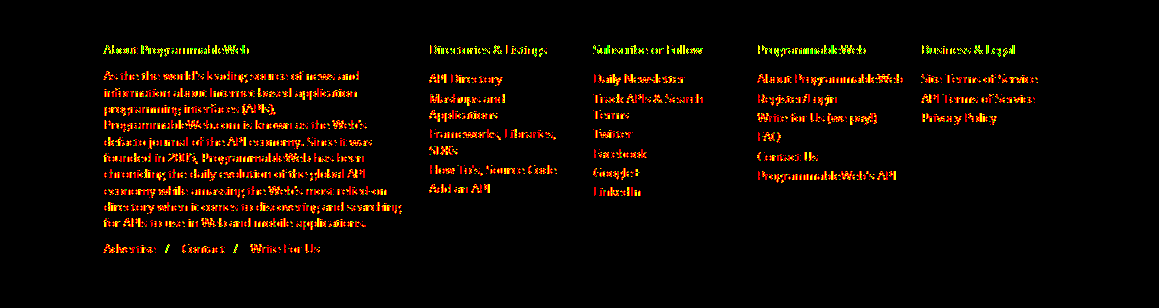 About ProgrammableWeb
As the the world's leading source of news and
information about Internet-based application
programming interfaces (APIs),
ProgrammableWeb.com is known as the Web's
defacto journal of the API economy. Since it was
founded in 2005, ProgrammableWeb has been
chronicling the daily evolution of the global API
economy while amassing the Web's most relied-on
directory when it comes to discovering and searching
for APIs to use in Web and mobile applications.
Advertise / Contact / Write For Us
Directories & Listings
API Directory
Mashups and
Applications
Frameworks, Libraries,
SDKs
How To's, Source Code
Add an API
Subscribe or Follow
Daily Newsletter
Track APIs & Search
Terms
Twitter
Facebook
Google+
LinkedIn
ProgrammableWeb
About ProgrammableWeb
Register/Login
Write for Us (we pay!)
FAQ
Contact Us
ProgrammableWeb's API
Business & Legal
Site Terms of Service
API Terms of Service
Privacy Policy